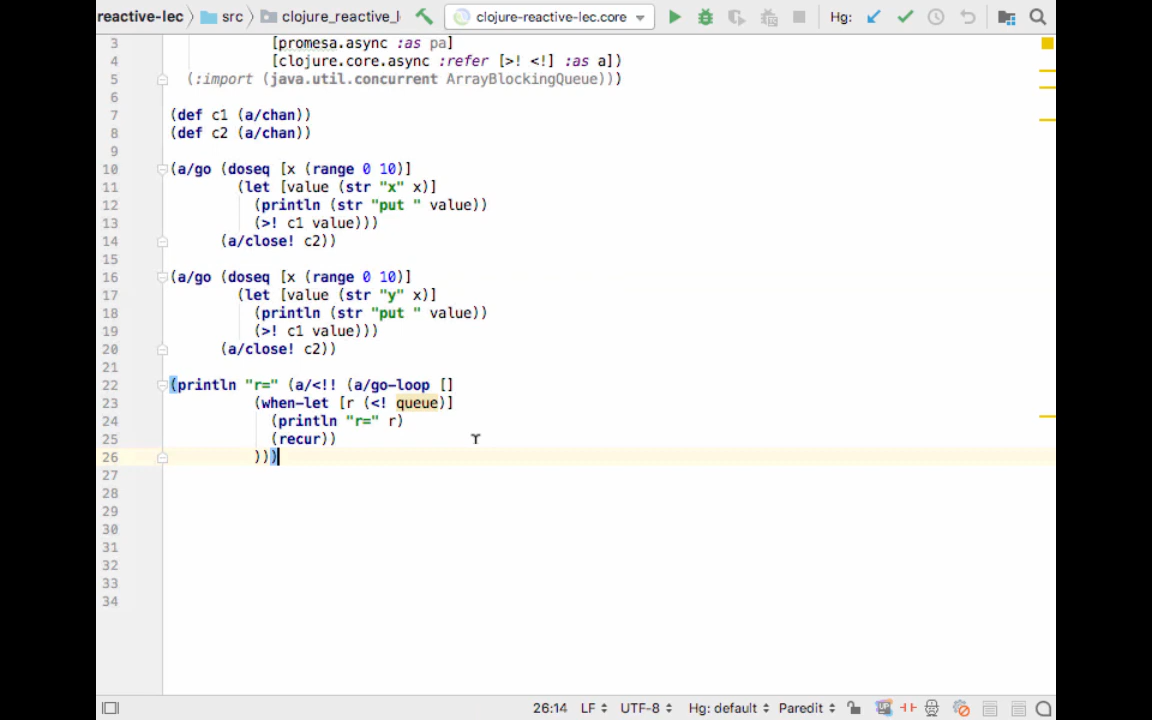 reactive-lec src clojure_reactive_l clojure-reactive-lec.core Hg:
3 [promesa.async :as pa]
4 [clojure.core.async :refer [>! <!] :as a])
5 (:import (java.util.concurrent ArrayBlockingQueue)))
6
7 (def c1 (a/chan))
8 (def c2 (a/chan))
9
10 (a/go (doseq [x (range 0 10)]
11 (let [value (str "x" x)]
12 (println (str "put " value))
13 (>! c1 value)))
14 (a/close! c2))
15
16 (a/go (doseq [x (range 0 10)]
17 (let [value (str "y" x)]
18 (println (str "put " value))
19 (>! c1 value)))
20 (a/close! c2))
21
22 (println "r=" (a/<!! (a/go-loop []
23 (when-let [r (<! queue)]
24 (println "r=" r)
25 (recur))
26 )))
27
28
29
30
31
32
33
34
26:14 LF UTF-8 Hg: default Paredit